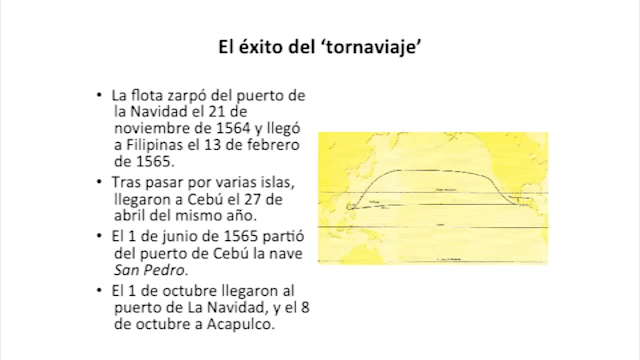 El éxito del ‘tornaviaje’
• La flota zarpó del puerto de
la Navidad el 21 de
noviembre de 1564 y llegó
a Filipinas el 13 de febrero
de 1565.
• Tras pasar por varias islas,
llegaron a Cebú el 27 de
abril del mismo año.
• El 1 de junio de 1565 partió
del puerto de Cebú la nave
San Pedro.
• El 1 de octubre llegaron al
puerto de La Navidad, y el 8
de octubre a Acapulco.